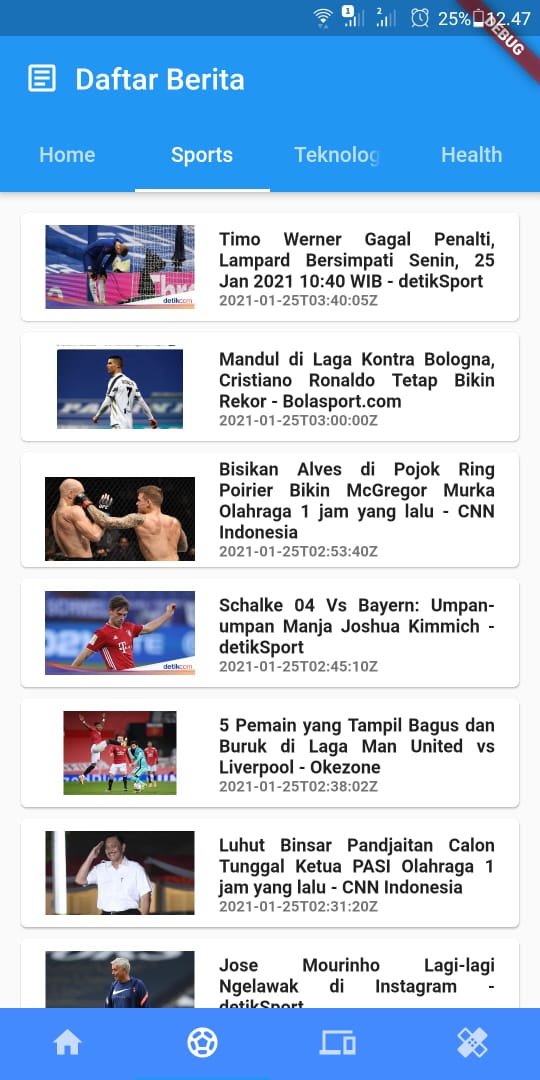 1 2 25% 12.47
DEBUG
Daftar Berita
Home Sports Teknolog Health
Timo Werner Gagal Penalti,
Lampard Bersimpati Senin, 25
Jan 2021 10:40 WIB - detikSport
2021-01-25T03:40:05Z
detikcom
Mandul di Laga Kontra Bologna,
Cristiano Ronaldo Tetap Bikin
Rekor - Bolasport.com
2021-01-25T03:00:00Z
7
Bisikan Alves di Pojok Ring
Poirier Bikin McGregor Murka
Olahraga 1 jam yang lalu - CNN
Indonesia
2021-01-25T02:53:40Z
Schalke 04 Vs Bayern: Umpan-
umpan Manja Joshua Kimmich -
detikSport
2021-01-25T02:45:10Z
detikcom
5 Pemain yang Tampil Bagus dan
Buruk di Laga Man United vs
Liverpool - Okezone
2021-01-25T02:38:02Z
Luhut Binsar Pandjaitan Calon
Tunggal Ketua PASI Olahraga 1
jam yang lalu - CNN Indonesia
2021-01-25T02:31:20Z
Jose Mourinho Lagi-lagi
Ngelawak di Instagram -
detikSport